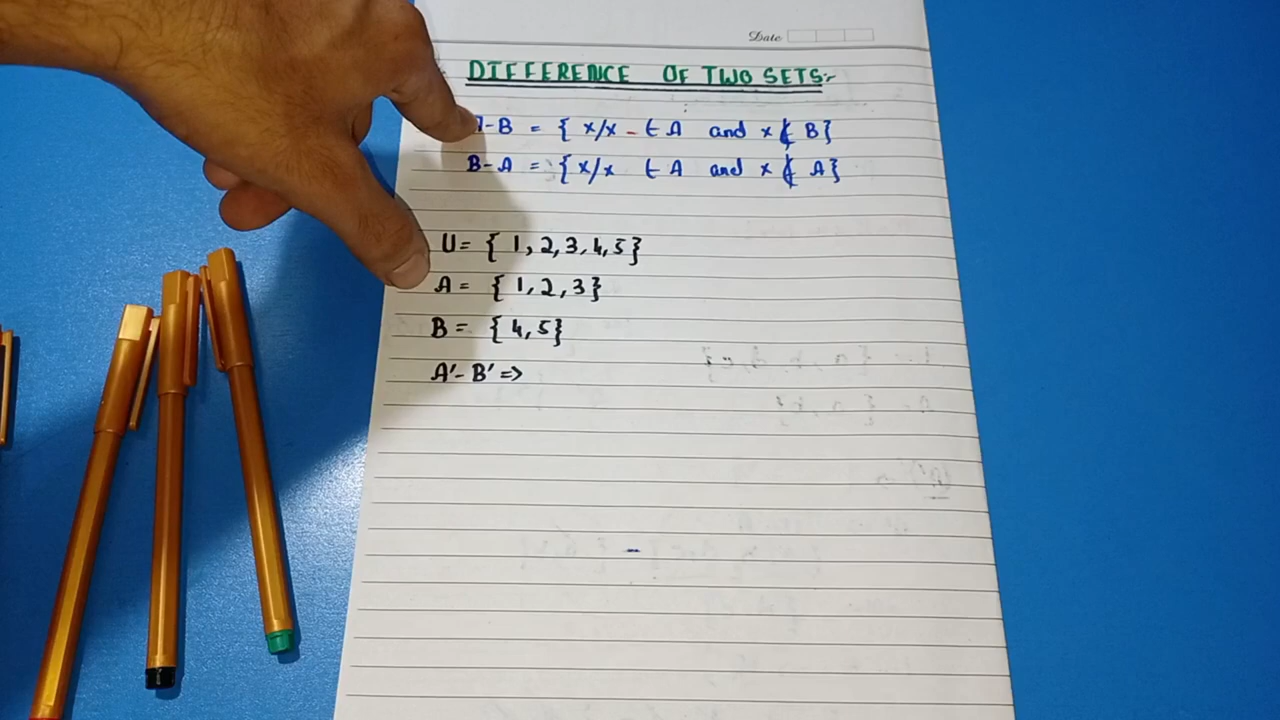 Date
DIFFERENCE OF TWO SETS:-
A-B = { x/x - ∈ A and x ∉ B}
B-A = {x/x ∈ A and x ∉ A}
U= { 1, 2, 3, 4, 5}
A = { 1, 2, 3}
B = { 4, 5}
A'- B' =>